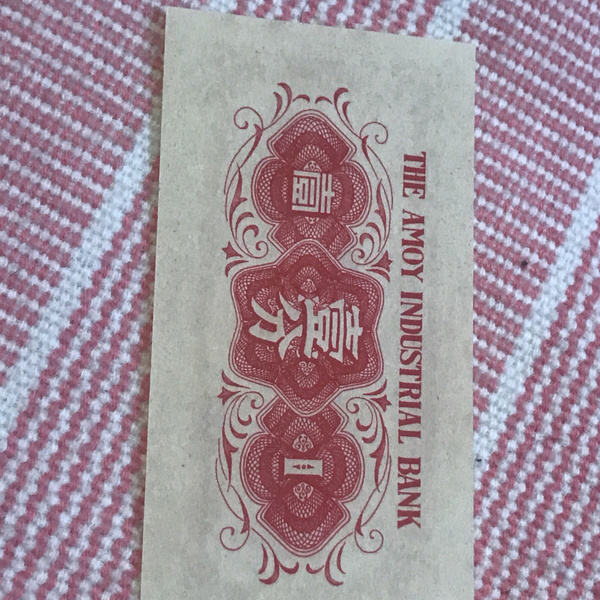 THE AMOY INDUSTRIAL BANK
壹 壹分 1